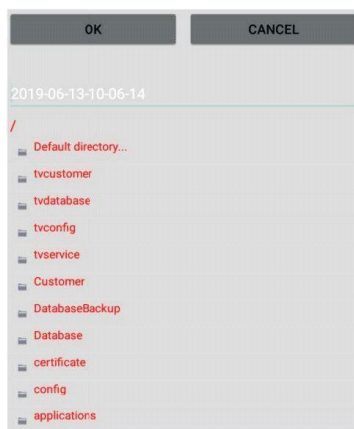 OK
CANCEL
2019-06-13-10-06-14
/
Default directory...
tvcustomer
tvdatabase
tvconfig
tvservice
Customer
DatabaseBackup
Database
certificate
config
applications